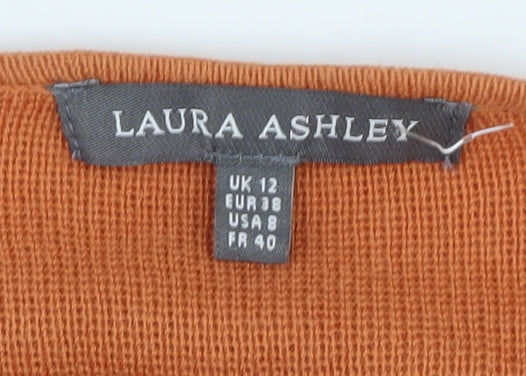 LAURA ASHLEY
UK 12
EUR 38
USA 8
FR 40